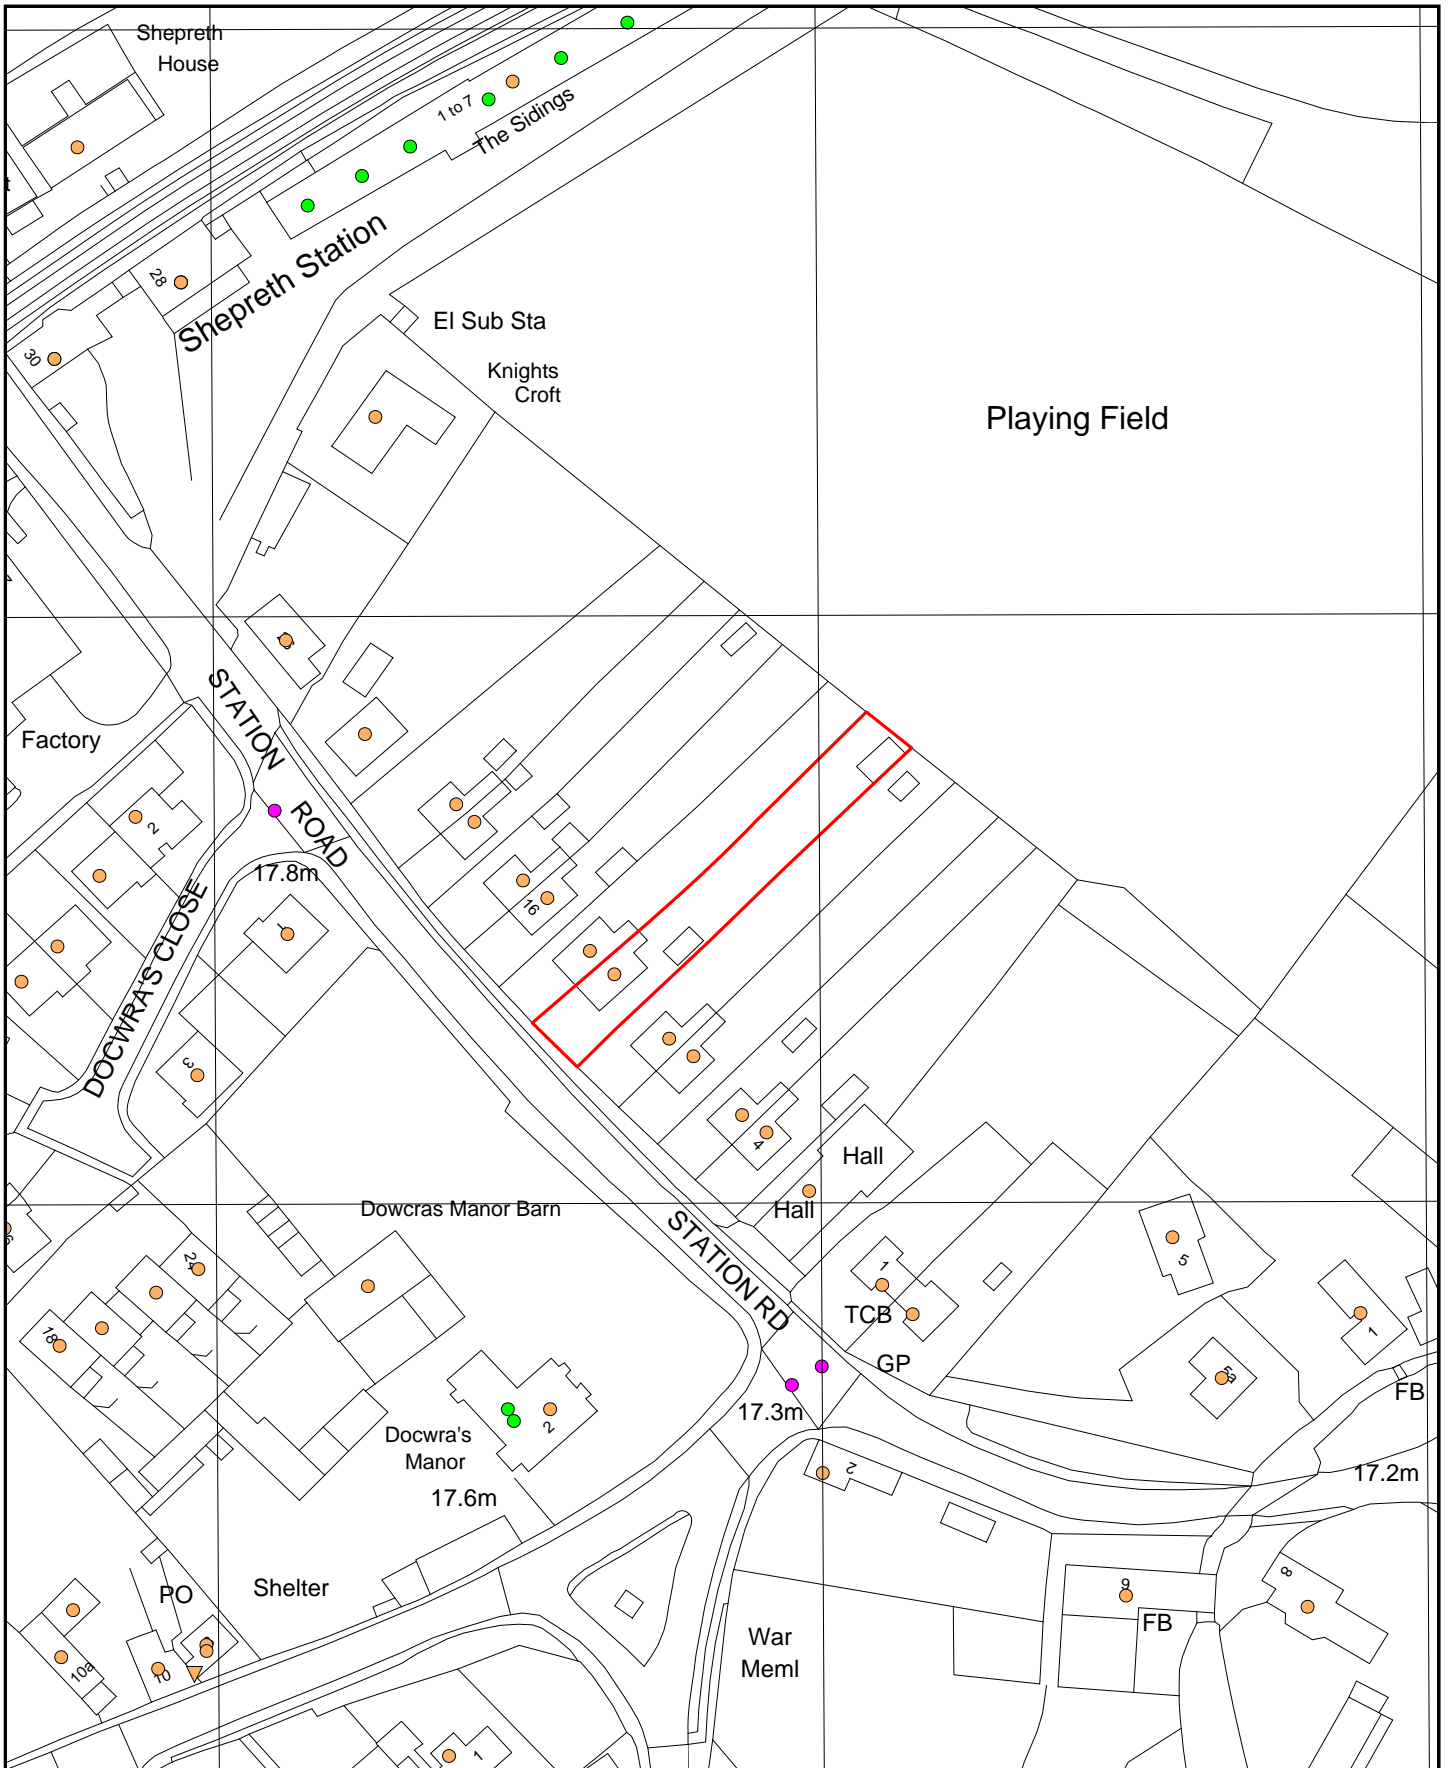 Shepreth
House
1 to 7
The Sidings
Shepreth Station
28
30
El Sub Sta
Knights
Croft
Playing Field
STATION
ROAD
Factory
2
17.8m
1
16
DOCWRA'S CLOSE
3
4
Hall
Hall
Dowcras Manor Barn
STATION RD
24
18
1
TCB
GP
5
5a
1
FB
17.3m
2
Docwra's
Manor
17.6m
2
17.2m
PO
Shelter
10a
10
War
Meml
9
FB
8
1